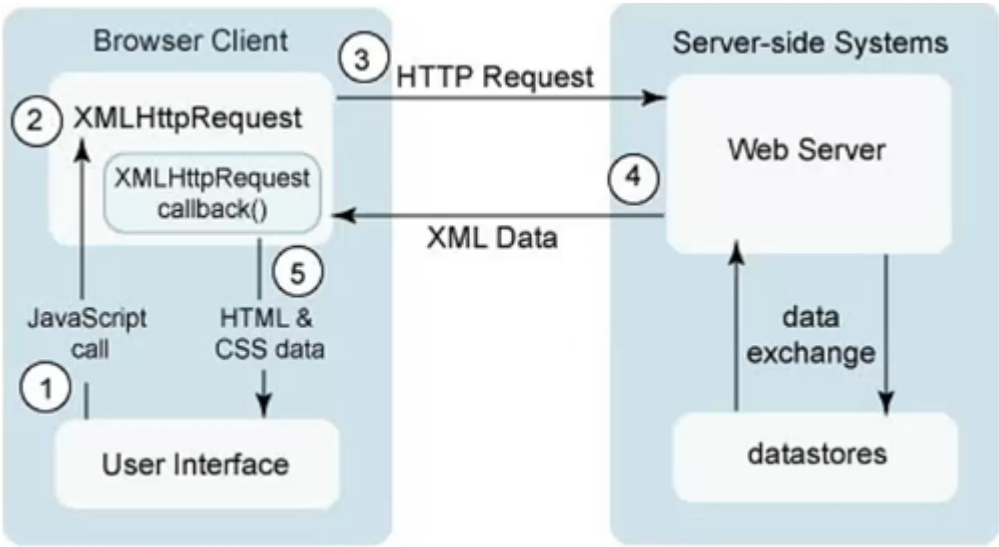 Browser Client
Server-side Systems
3
HTTP Request
2
XMLHttpRequest
Web Server
XMLHttpRequest
callback()
4
XML Data
5
JavaScript
call
HTML &
CSS data
data
exchange
1
User Interface
datastores